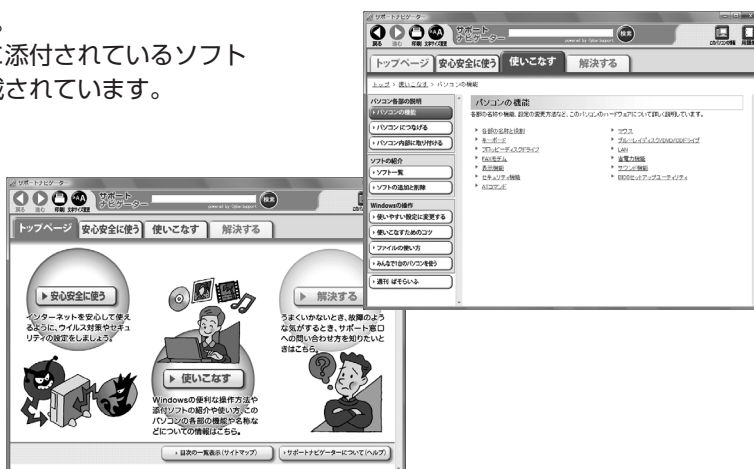 に添付されているソフト
載されています。
サポートナビゲーター
戻る 進む 印刷 文字サイズ変更
サポート
ナビゲーター
powered by CyberSupport
検索
トップページ 安心安全に使う 使いこなす 解決する
トップ > 使いこなす > パソコンの機能
パソコン各部の説明
パソコンの機能
パソコンにつなげる
パソコン内部に取り付ける
ソフトの紹介
ソフト一覧
ソフトの追加と削除
Windowsの操作
使いやすい設定に変更する
使いこなすためのコツ
ファイルの使い方
みんなで1台のパソコンを使う
週刊 ぱそらいふ
パソコンの機能
各部の名称や機能、設定の変更方法など、このパソコンのハードウェアについて詳しく説明しています。
各部の名称と役割
キーボード
フロッピーディスクドライブ
FAXモデム
表示機能
セキュリティ機能
ATコマンド
マウス
ブルーレイディスク/DVD/CDドライブ
LAN
省電力機能
サウンド機能
BIOSセットアップユーティリティ
サポートナビゲーター
戻る 進む 印刷 文字サイズ変更
サポート
ナビゲーター
powered by CyberSupport
検索
トップページ 安心安全に使う 使いこなす 解決する
安心安全に使う
インターネットを安心して使え
るように、ウイルス対策やセキュ
リティの設定をしましょう。
使いこなす
Windowsの便利な操作方法や
添付ソフトの紹介や使い方、この
パソコンの各部の機能や名称な
どについての情報はこちら。
解決する
うまくいかないとき、故障のよう
な気がするとき、サポート窓口
への問い合わせ方を知りたいと
きはこちら。
目次の一覧表示(サイトマップ)
サポートナビゲーターについて(ヘルプ)